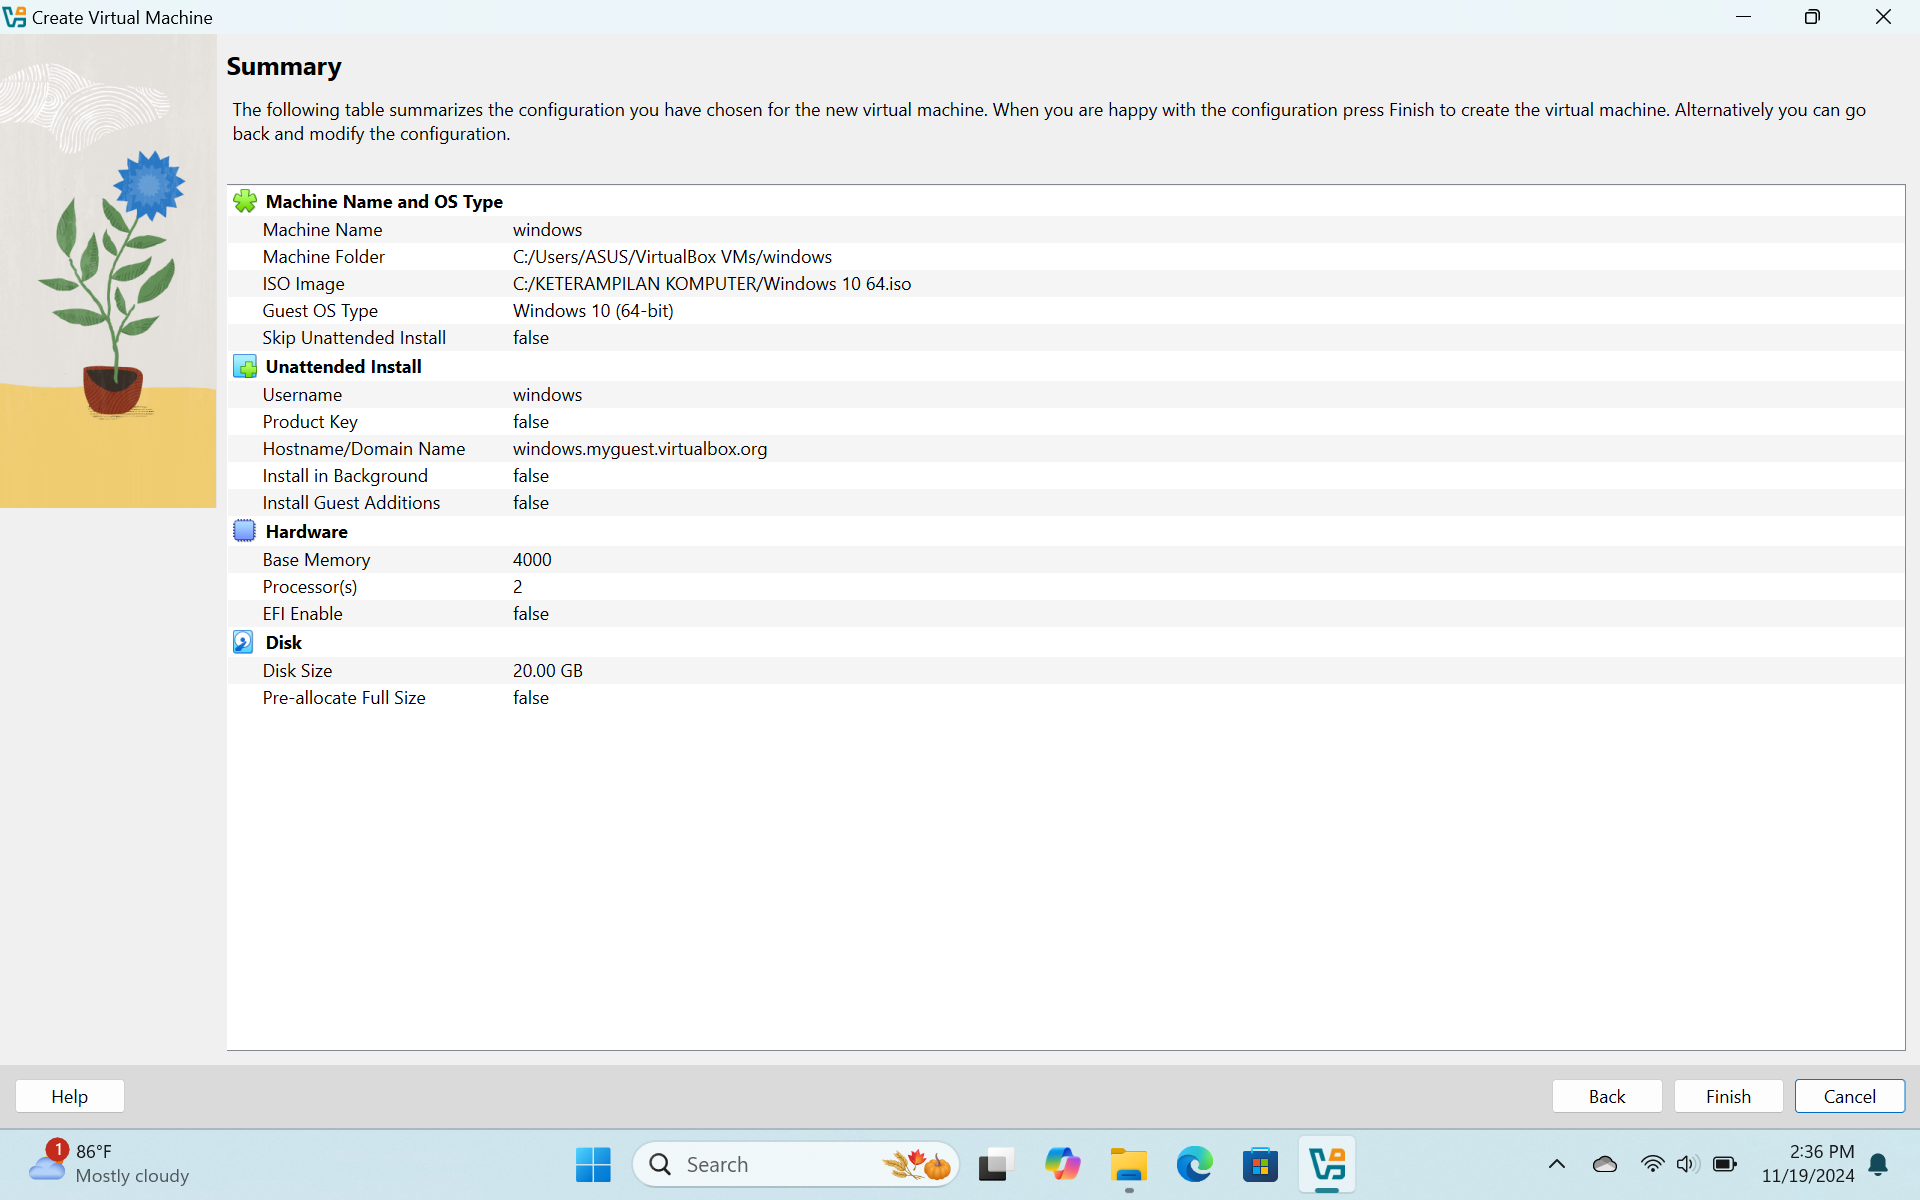 Create Virtual Machine
Summary
The following table summarizes the configuration you have chosen for the new virtual machine. When you are happy with the configuration press Finish to create the virtual machine. Alternatively you can go
back and modify the configuration.
Machine Name and OS Type
Machine Name windows
Machine Folder C:/Users/ASUS/VirtualBox VMs/windows
ISO Image C:/KETERAMPILAN KOMPUTER/Windows 10 64.iso
Guest OS Type Windows 10 (64-bit)
Skip Unattended Install false
Unattended Install
Username windows
Product Key false
Hostname/Domain Name windows.myguest.virtualbox.org
Install in Background false
Install Guest Additions false
Hardware
Base Memory 4000
Processor(s) 2
EFI Enable false
Disk
Disk Size 20.00 GB
Pre-allocate Full Size false
Help
Back
Finish
Cancel
1
86°F
Mostly cloudy
Search
2:36 PM
11/19/2024